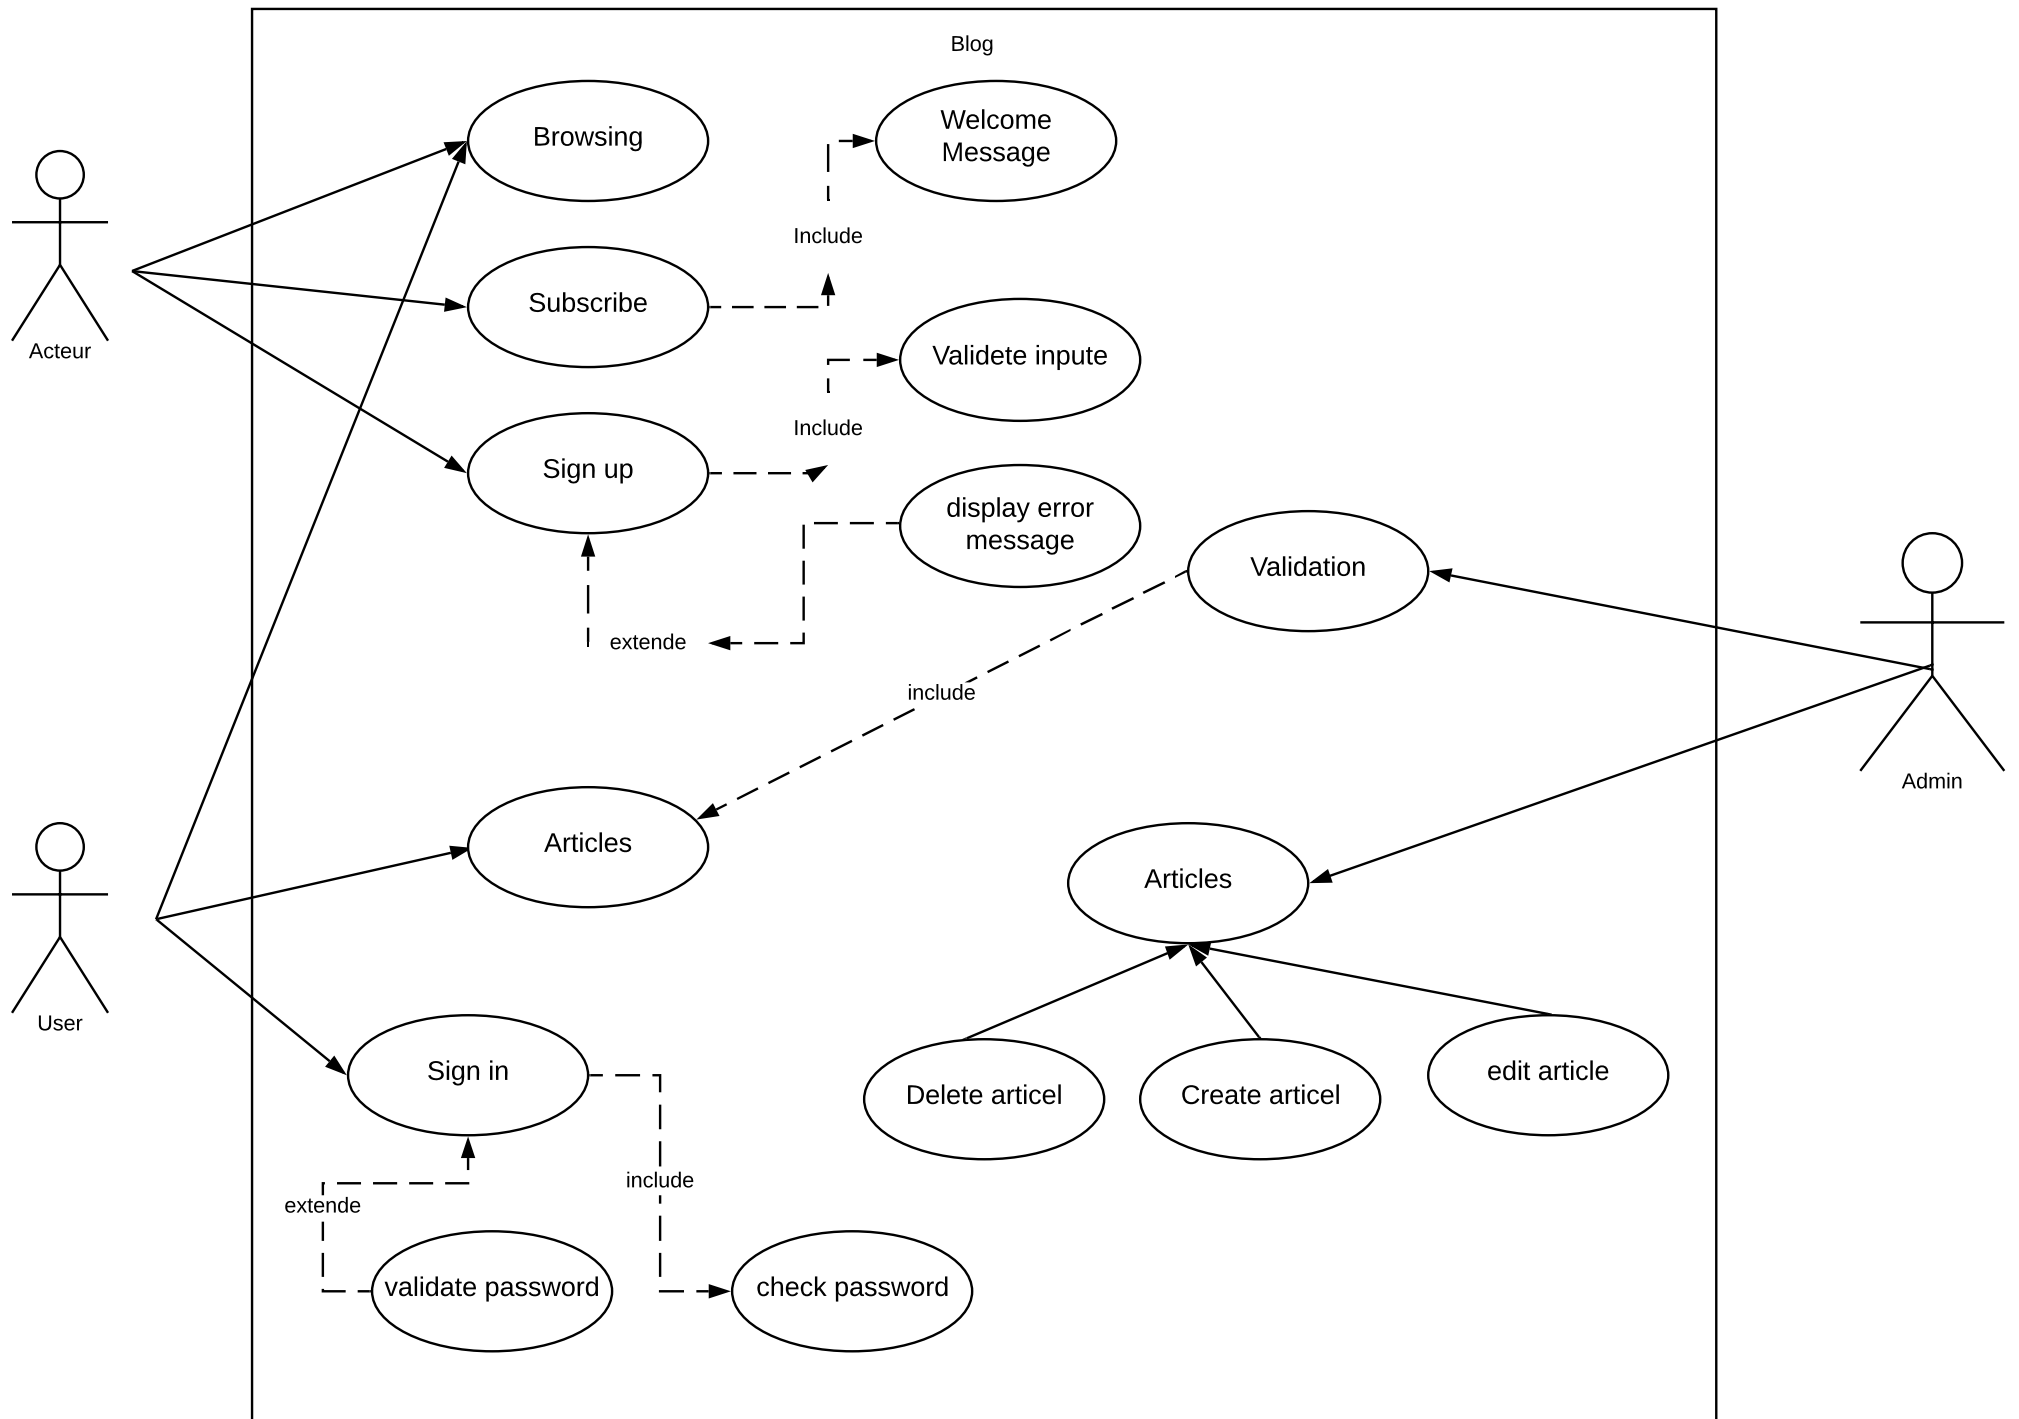 Blog
Browsing
Welcome
Message
Include
Subscribe
Acteur
Validete inpute
Include
Sign up
display error
message
Validation
extende
include
Admin
Articles
Articles
User
Sign in
Delete articel
Create articel
edit article
include
extende
validate password
check password